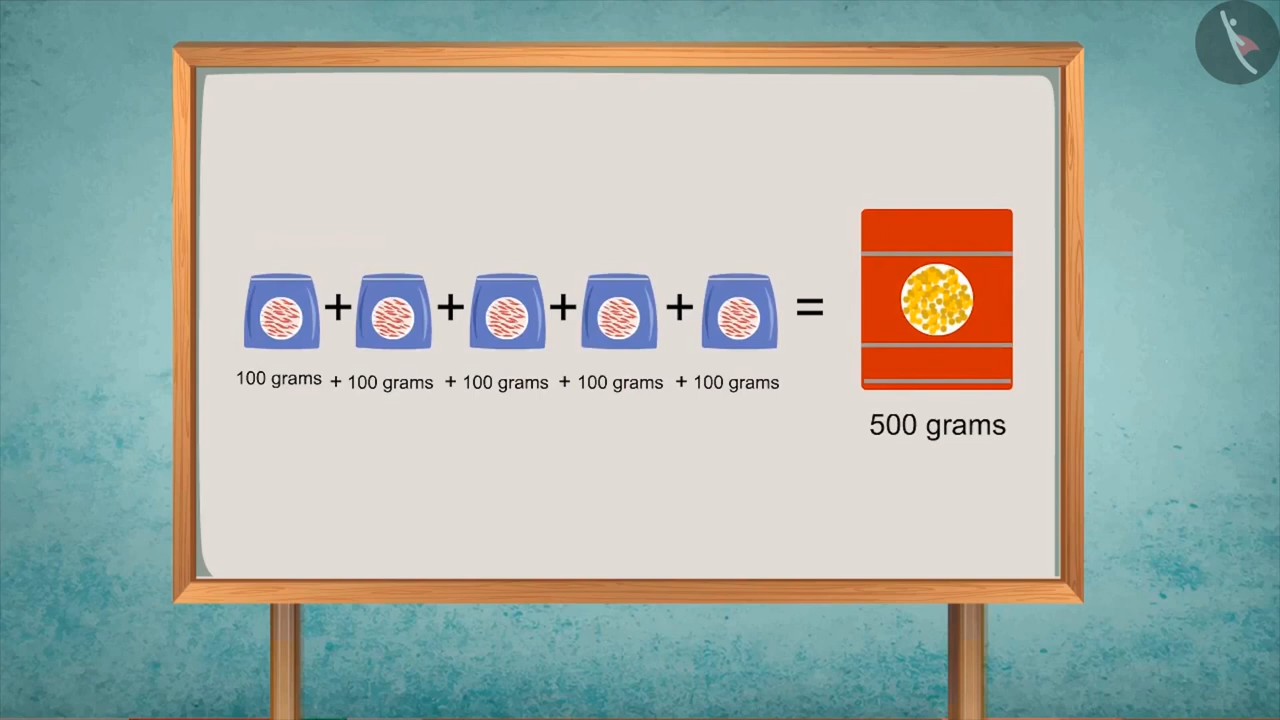 + + + + =
100 grams + 100 grams + 100 grams + 100 grams + 100 grams
500 grams